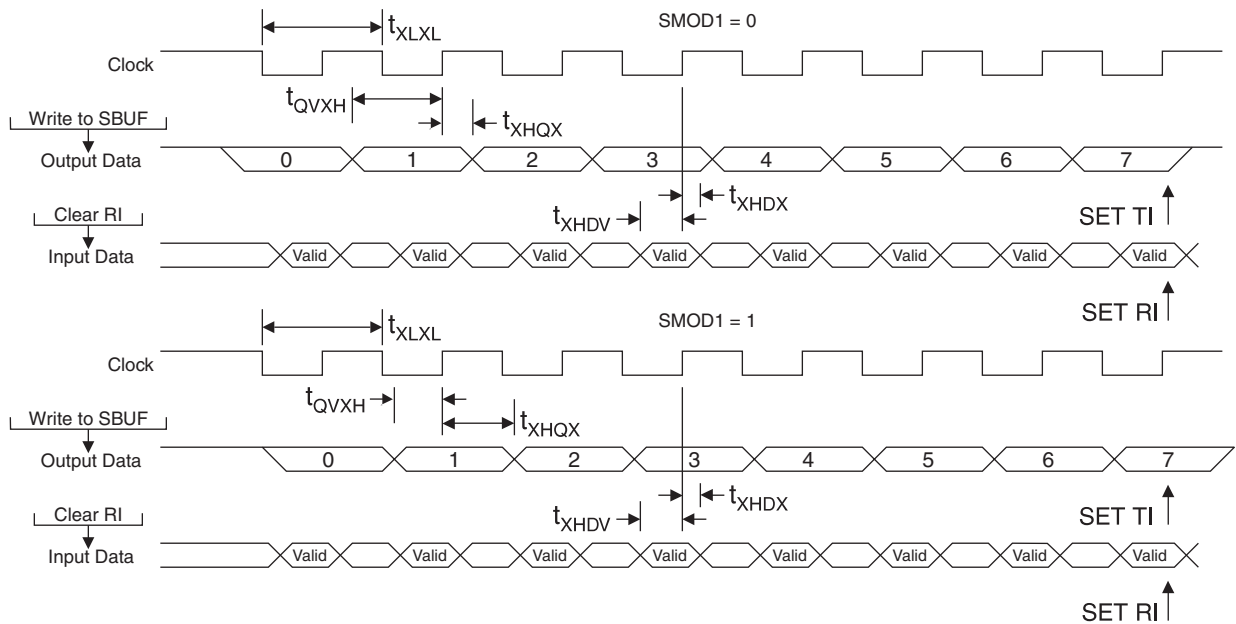 SMOD1 = 0
tXLXL
Clock
tQVXH
tXHQX
Write to SBUF
Output Data 0 1 2 3 4 5 6 7
tXHDX
tXHDV
SET TI
Clear RI
Input Data Valid Valid Valid Valid Valid Valid Valid Valid
SET RI
SMOD1 = 1
tXLXL
Clock
tQVXH
tXHQX
Write to SBUF
Output Data 0 1 2 3 4 5 6 7
tXHDX
tXHDV
SET TI
Clear RI
Input Data Valid Valid Valid Valid Valid Valid Valid Valid
SET RI